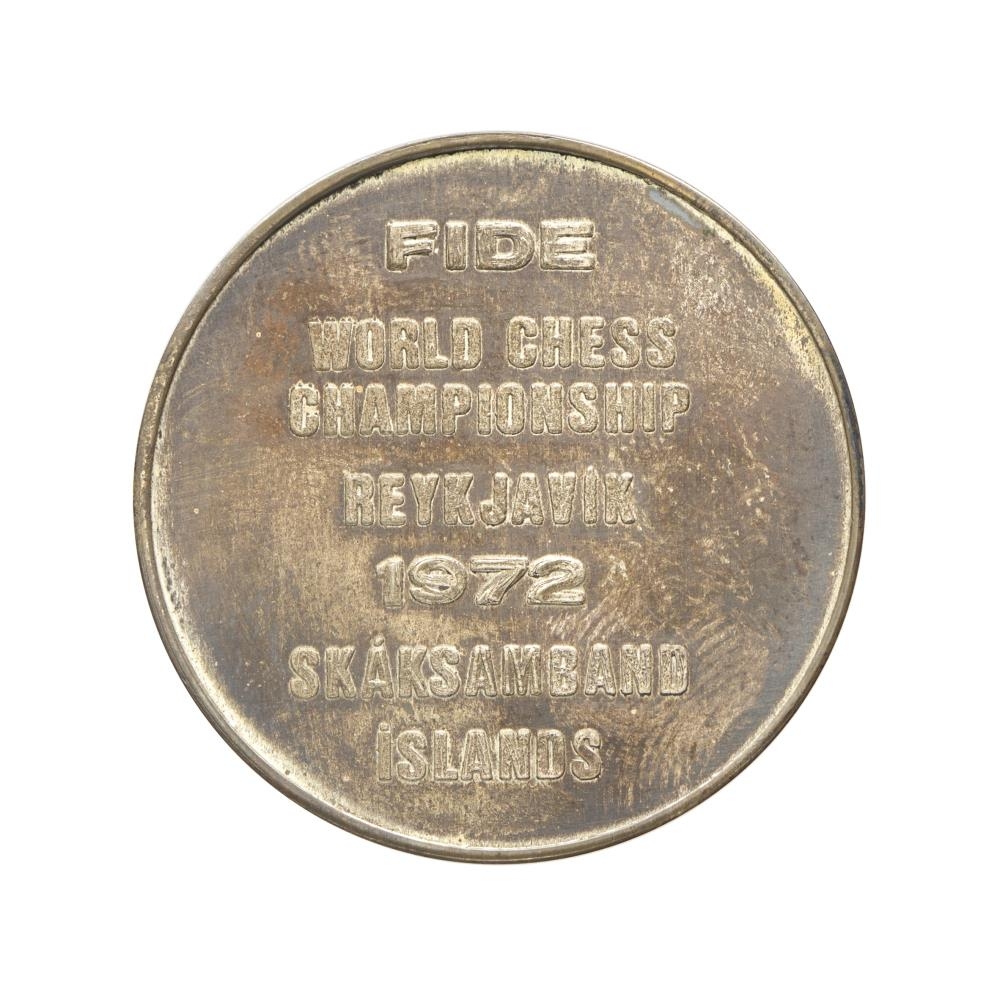 FIDE
WORLD CHESS
CHAMPIONSHIP
REYKJAVÍK
1972
SKÁKSAMBAND
ÍSLANDS